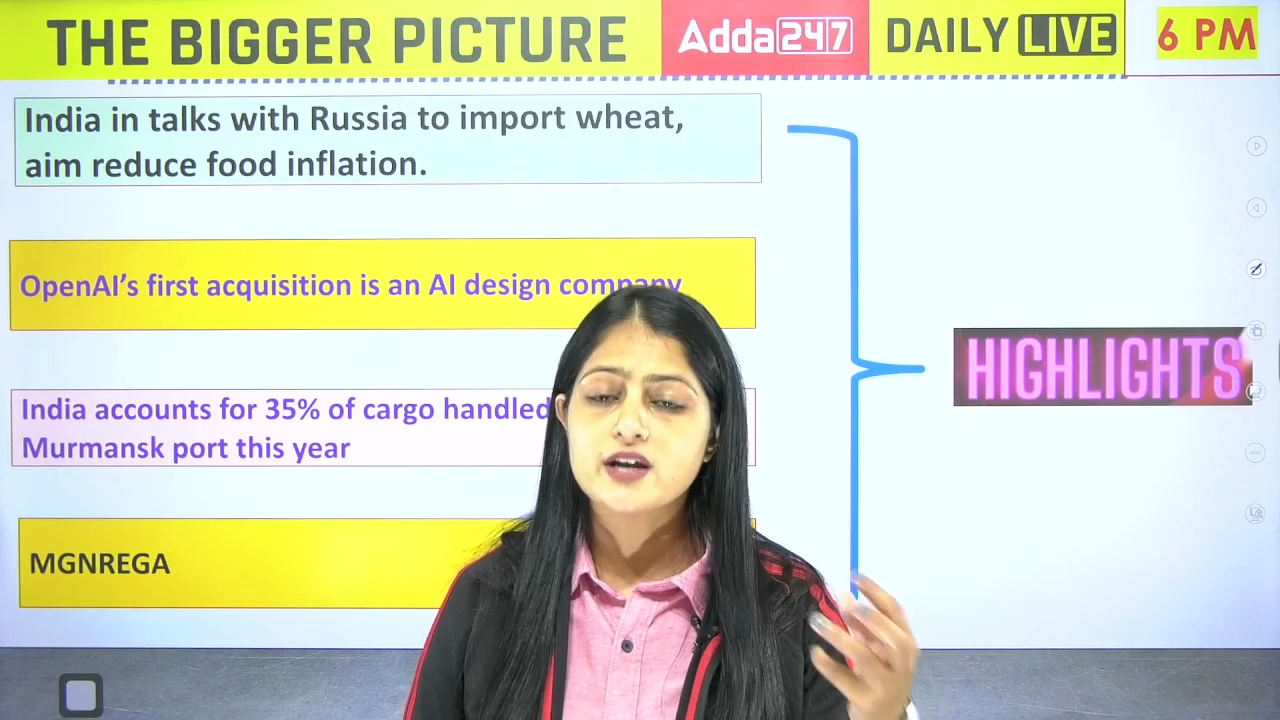 THE BIGGER PICTURE
Adda247
DAILY LIVE
6 PM
India in talks with Russia to import wheat,
aim reduce food inflation.
OpenAI's first acquisition is an AI design company
India accounts for 35% of cargo handled
Murmansk port this year
MGNREGA
HIGHLIGHTS